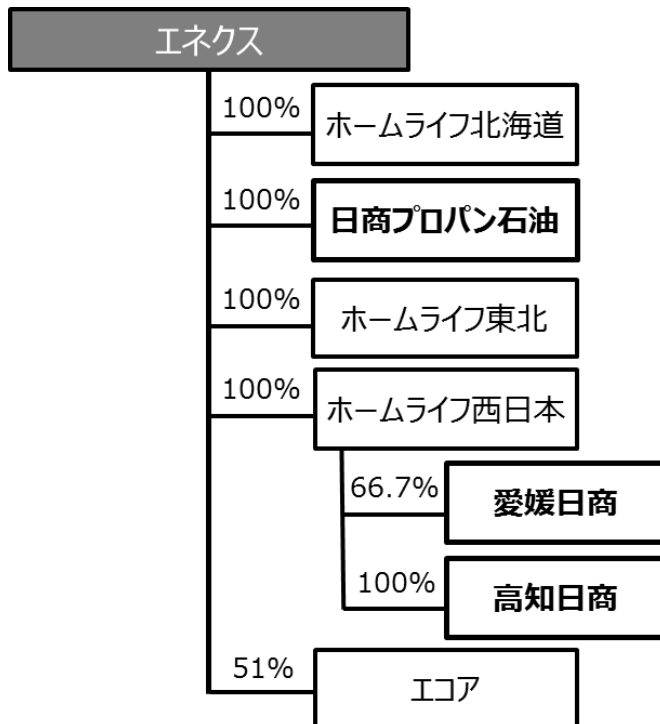 エネクス
100%
ホームライフ北海道
100%
日商プロパン石油
100%
ホームライフ東北
100%
ホームライフ西日本
66.7%
愛媛日商
100%
高知日商
51%
エコア